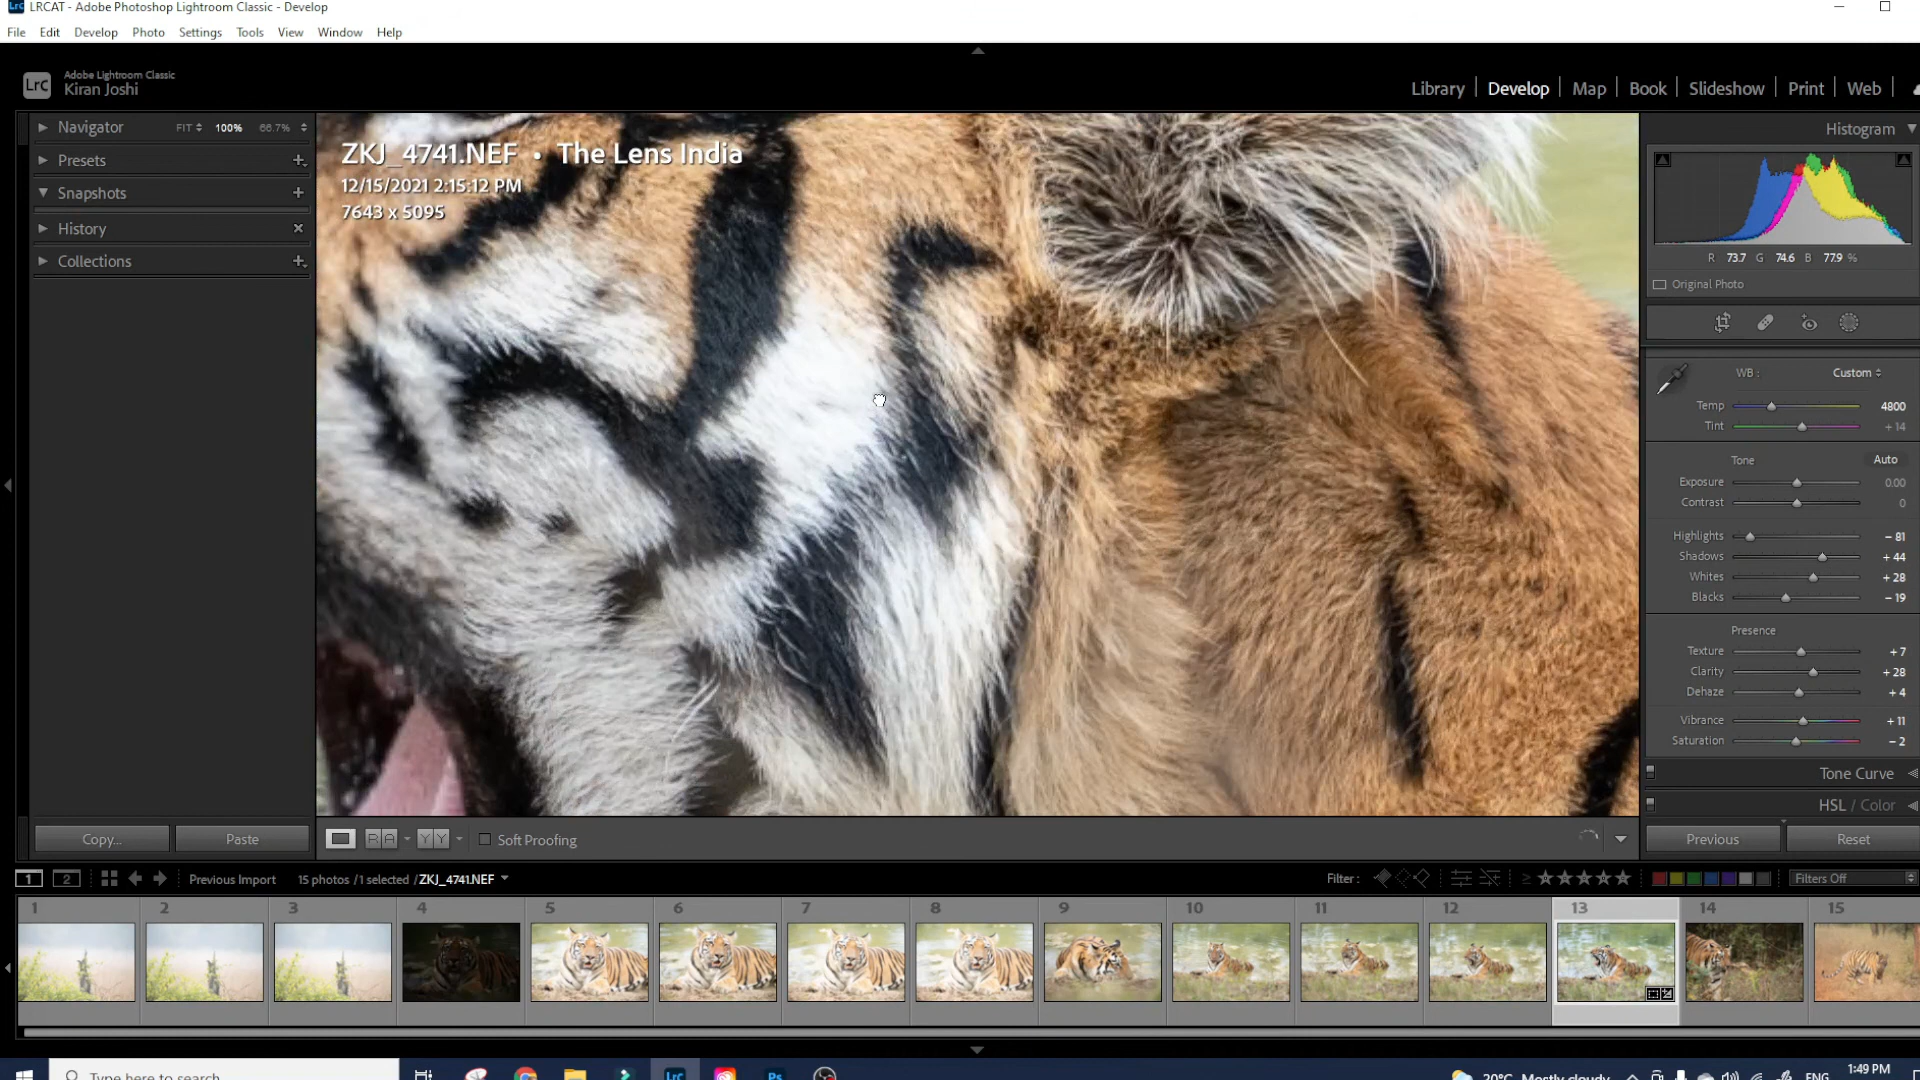 LRCAT - Adobe Photoshop Lightroom Classic - Develop
File Edit Develop Photo Settings Tools View Window Help
LrC Adobe Lightroom Classic
Kiran Joshi
Library Develop Map Book Slideshow Print Web
Navigator FIT 100% 66.7%
Presets
Snapshots
History
Collections
ZKJ_4741.NEF • The Lens India
12/15/2021 2:15:12 PM
7643 x 5095
Histogram
R 73.7 G 74.6 B 77.9 %
Original Photo
WB: Custom
Temp 4800
Tint + 14
Tone Auto
Exposure 0.00
Contrast 0
Highlights - 81
Shadows + 44
Whites + 28
Blacks - 19
Presence
Texture + 7
Clarity + 28
Dehaze + 4
Vibrance + 11
Saturation - 2
Tone Curve
HSL / Color
Copy... Paste
R A Y Y Soft Proofing
Previous Reset
1 2 Previous Import 15 photos /1 selected /ZKJ_4741.NEF Filter: ≥ Filters Off
1 2 3 4 5 6 7 8 9 10 11 12 13 14 15
Type here to search
LrC Ps
20°C Mostly cloudy ENG 1:49 PM